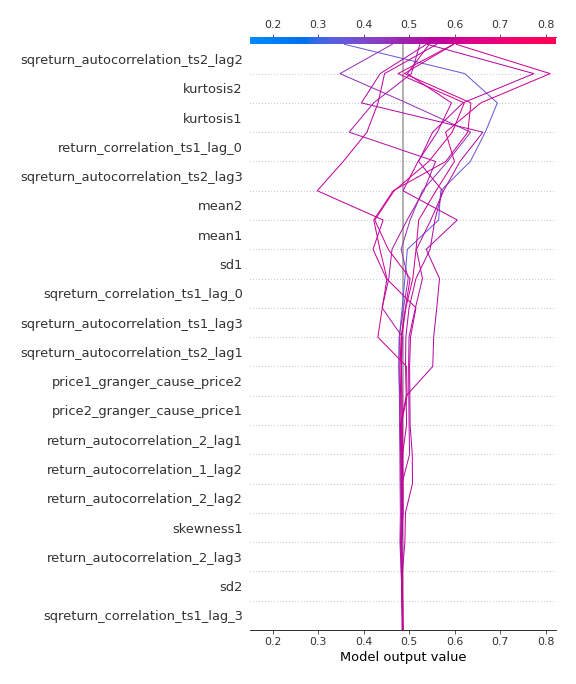 0.2 0.3 0.4 0.5 0.6 0.7 0.8
sqreturn_autocorrelation_ts2_lag2
kurtosis2
kurtosis1
return_correlation_ts1_lag_0
sqreturn_autocorrelation_ts2_lag3
mean2
mean1
sd1
sqreturn_correlation_ts1_lag_0
sqreturn_autocorrelation_ts1_lag3
sqreturn_autocorrelation_ts2_lag1
price1_granger_cause_price2
price2_granger_cause_price1
return_autocorrelation_2_lag1
return_autocorrelation_1_lag2
return_autocorrelation_2_lag2
skewness1
return_autocorrelation_2_lag3
sd2
sqreturn_correlation_ts1_lag_3
0.2 0.3 0.4 0.5 0.6 0.7 0.8
Model output value